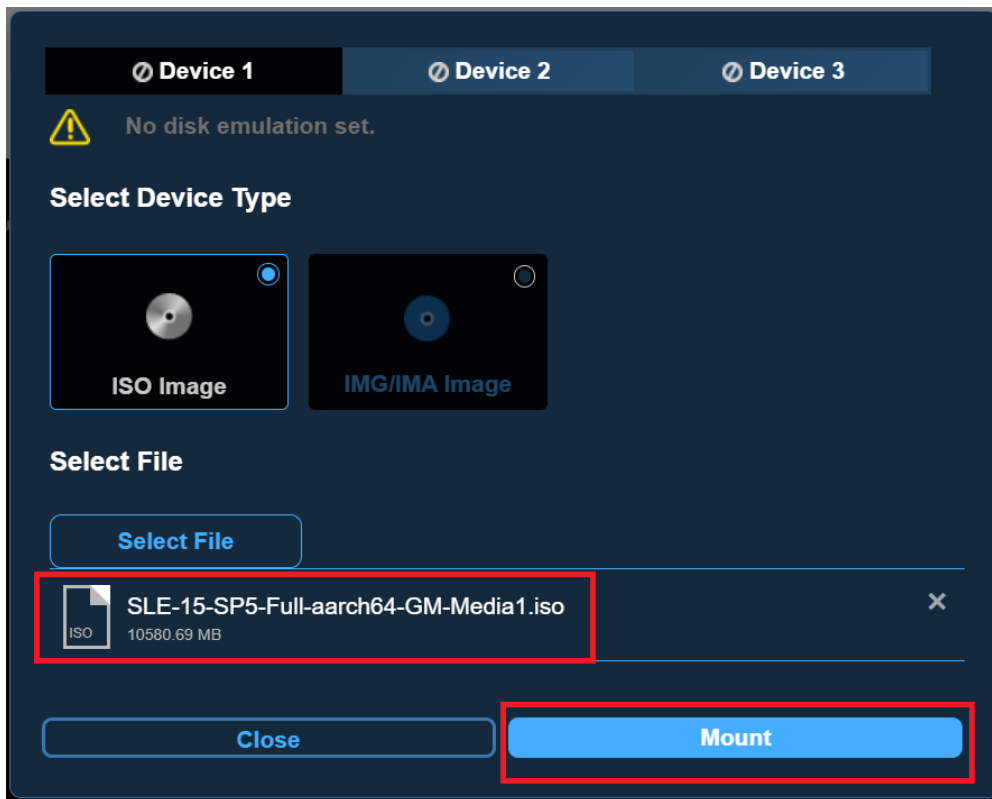 Device 1
Device 2
Device 3
No disk emulation set.
Select Device Type
ISO Image
IMG/IMA Image
Select File
Select File
ISO
SLE-15-SP5-Full-aarch64-GM-Media1.iso
10580.69 MB
Close
Mount